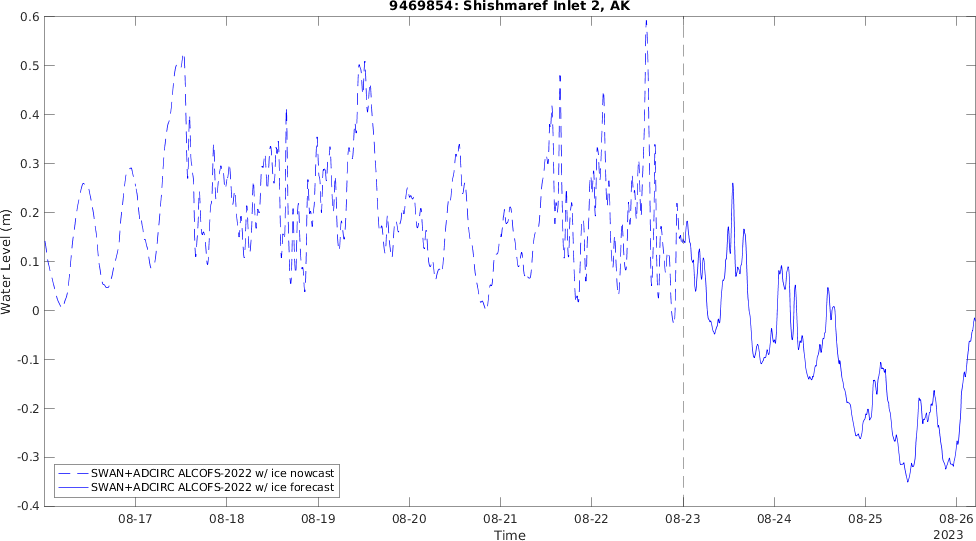 9469854: Shishmaref Inlet 2, AK
0.6
0.5
0.4
0.3
0.2
0.1
0
-0.1
-0.2
-0.3
-0.4
Water Level (m)
SWAN+ADCIRC ALCOFS-2022 w/ ice nowcast
SWAN+ADCIRC ALCOFS-2022 w/ ice forecast
08-17 08-18 08-19 08-20 08-21 08-22 08-23 08-24 08-25 08-26
Time
2023